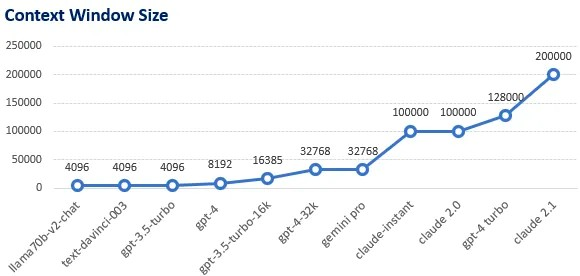 Context Window Size
250000
200000
150000
100000
50000
0
4096
4096
4096
8192
16385
32768
32768
100000
100000
128000
200000
llama70b-v2-chat
text-davinci-003
gpt-3.5-turbo
gpt-4
gpt-3.5-turbo-16k
gpt-4-32k
gemini pro
claude-instant
claude 2.0
gpt-4 turbo
claude 2.1